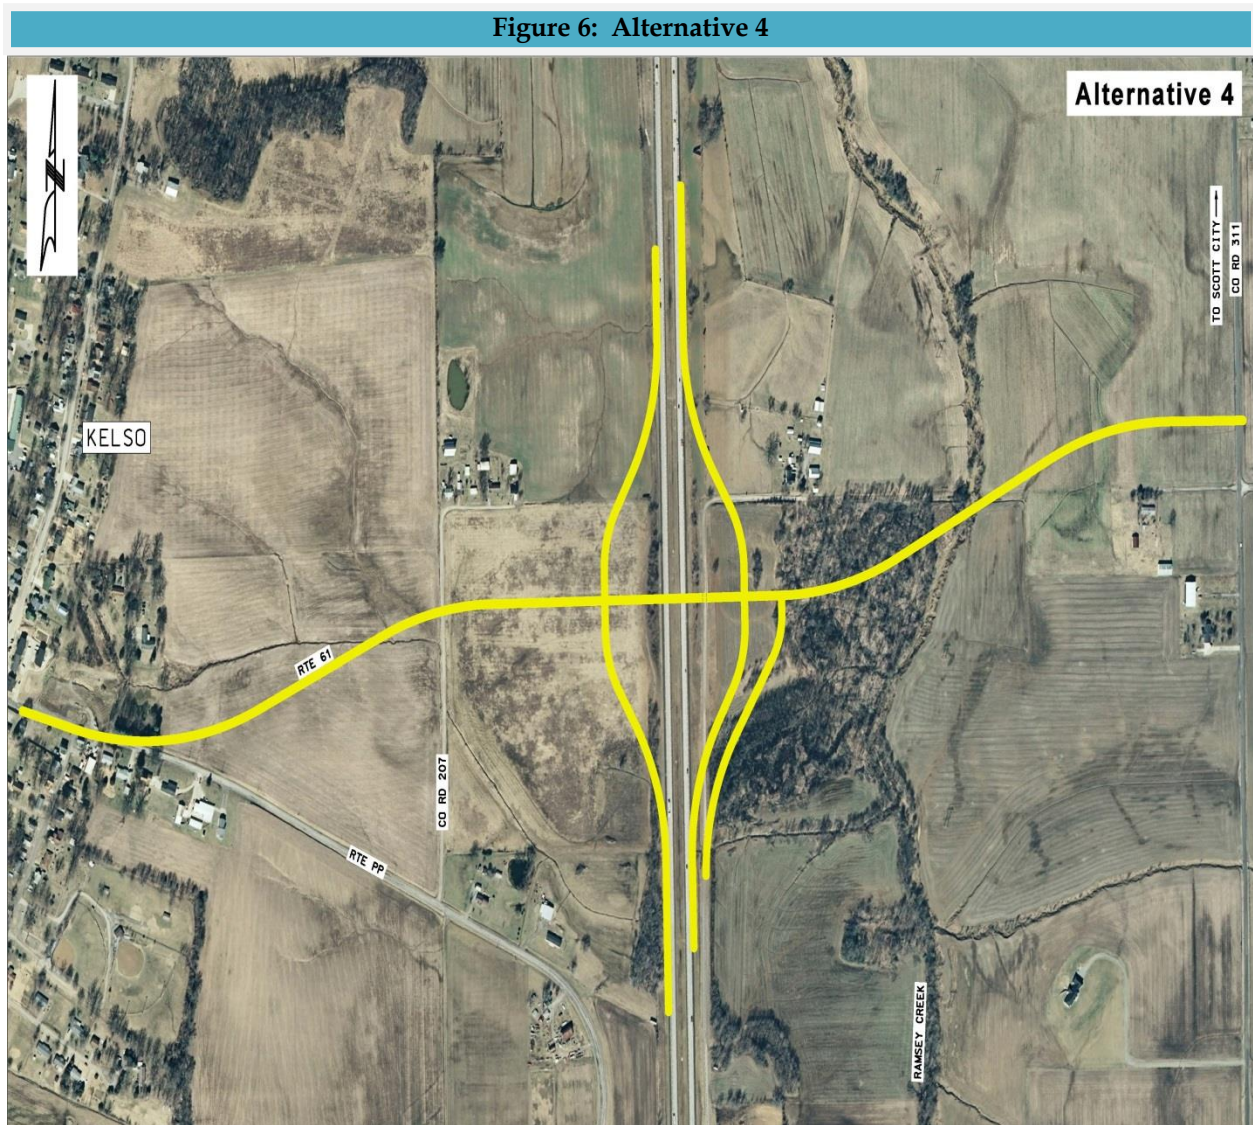 Figure 6: Alternative 4
Alternative 4
N
TO SCOTT CITY
CO RD 311
KELSO
RTE 61
CO RD 207
RTE PP
RAMSEY CREEK